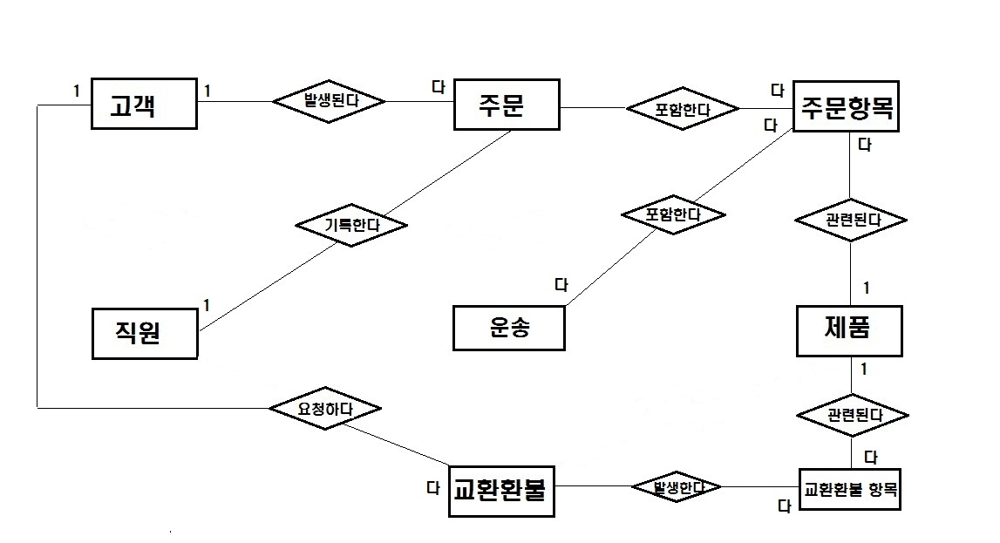 1
고객
1
발생된다
다
주문
포함한다
다
주문항목
다
다
기록한다
포함한다
관련된다
다
1
1
직원
운송
제품
1
요청하다
관련된다
다
다
교환환불
발생한다
교환환불 항목
다